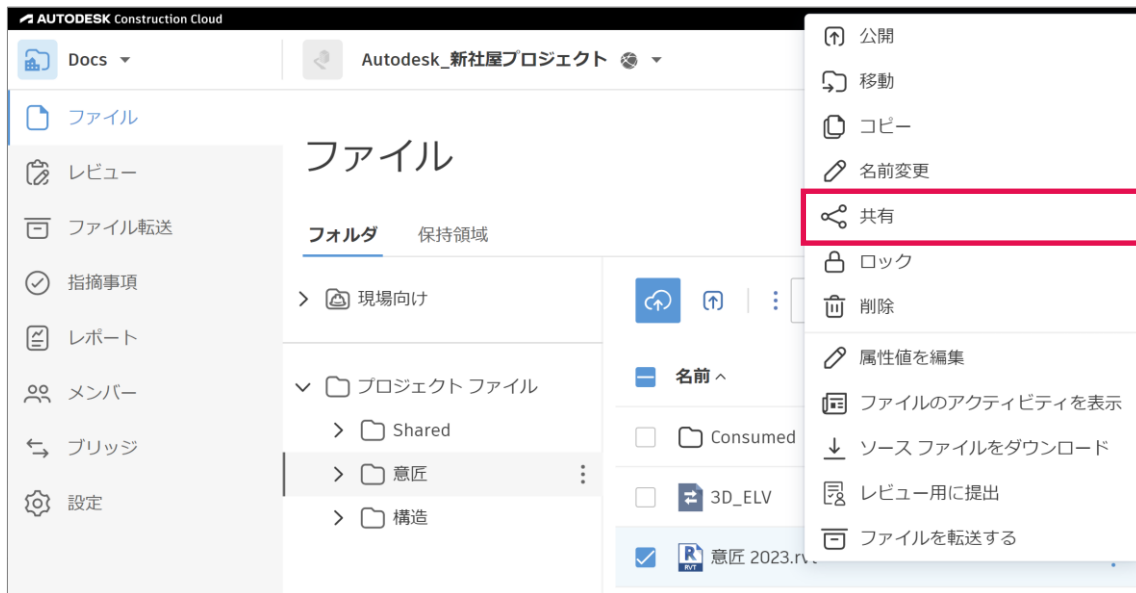 AUTODESK Construction Cloud
Docs
Autodesk_新社屋プロジェクト
ファイル
レビュー
ファイル転送
指摘事項
レポート
メンバー
ブリッジ
設定
ファイル
フォルダ
保持領域
現場向け
プロジェクト ファイル
Shared
意匠
構造
名前
Consumed
3D_ELV
RVT
意匠 2023.rvt
公開
移動
コピー
名前変更
共有
ロック
削除
属性値を編集
ファイルのアクティビティを表示
ソース ファイルをダウンロード
レビュー用に提出
ファイルを転送する